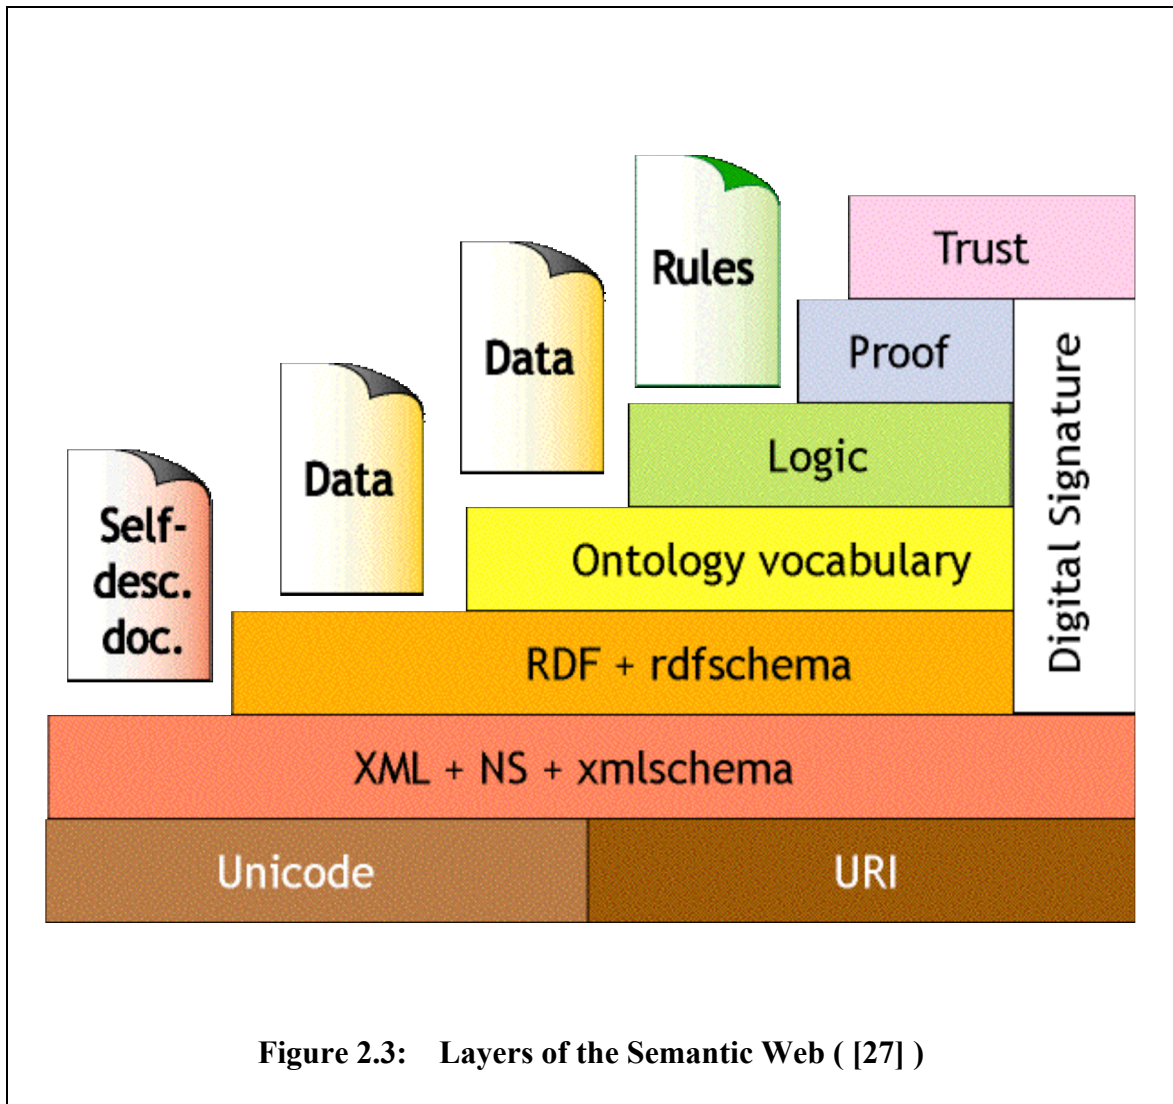 Rules
Trust
Data
Proof
Data
Logic
Self-
desc.
doc.
Ontology vocabulary
Digital Signature
RDF + rdfschema
XML + NS + xmlschema
Unicode
URI
Figure 2.3: Layers of the Semantic Web ( [27] )